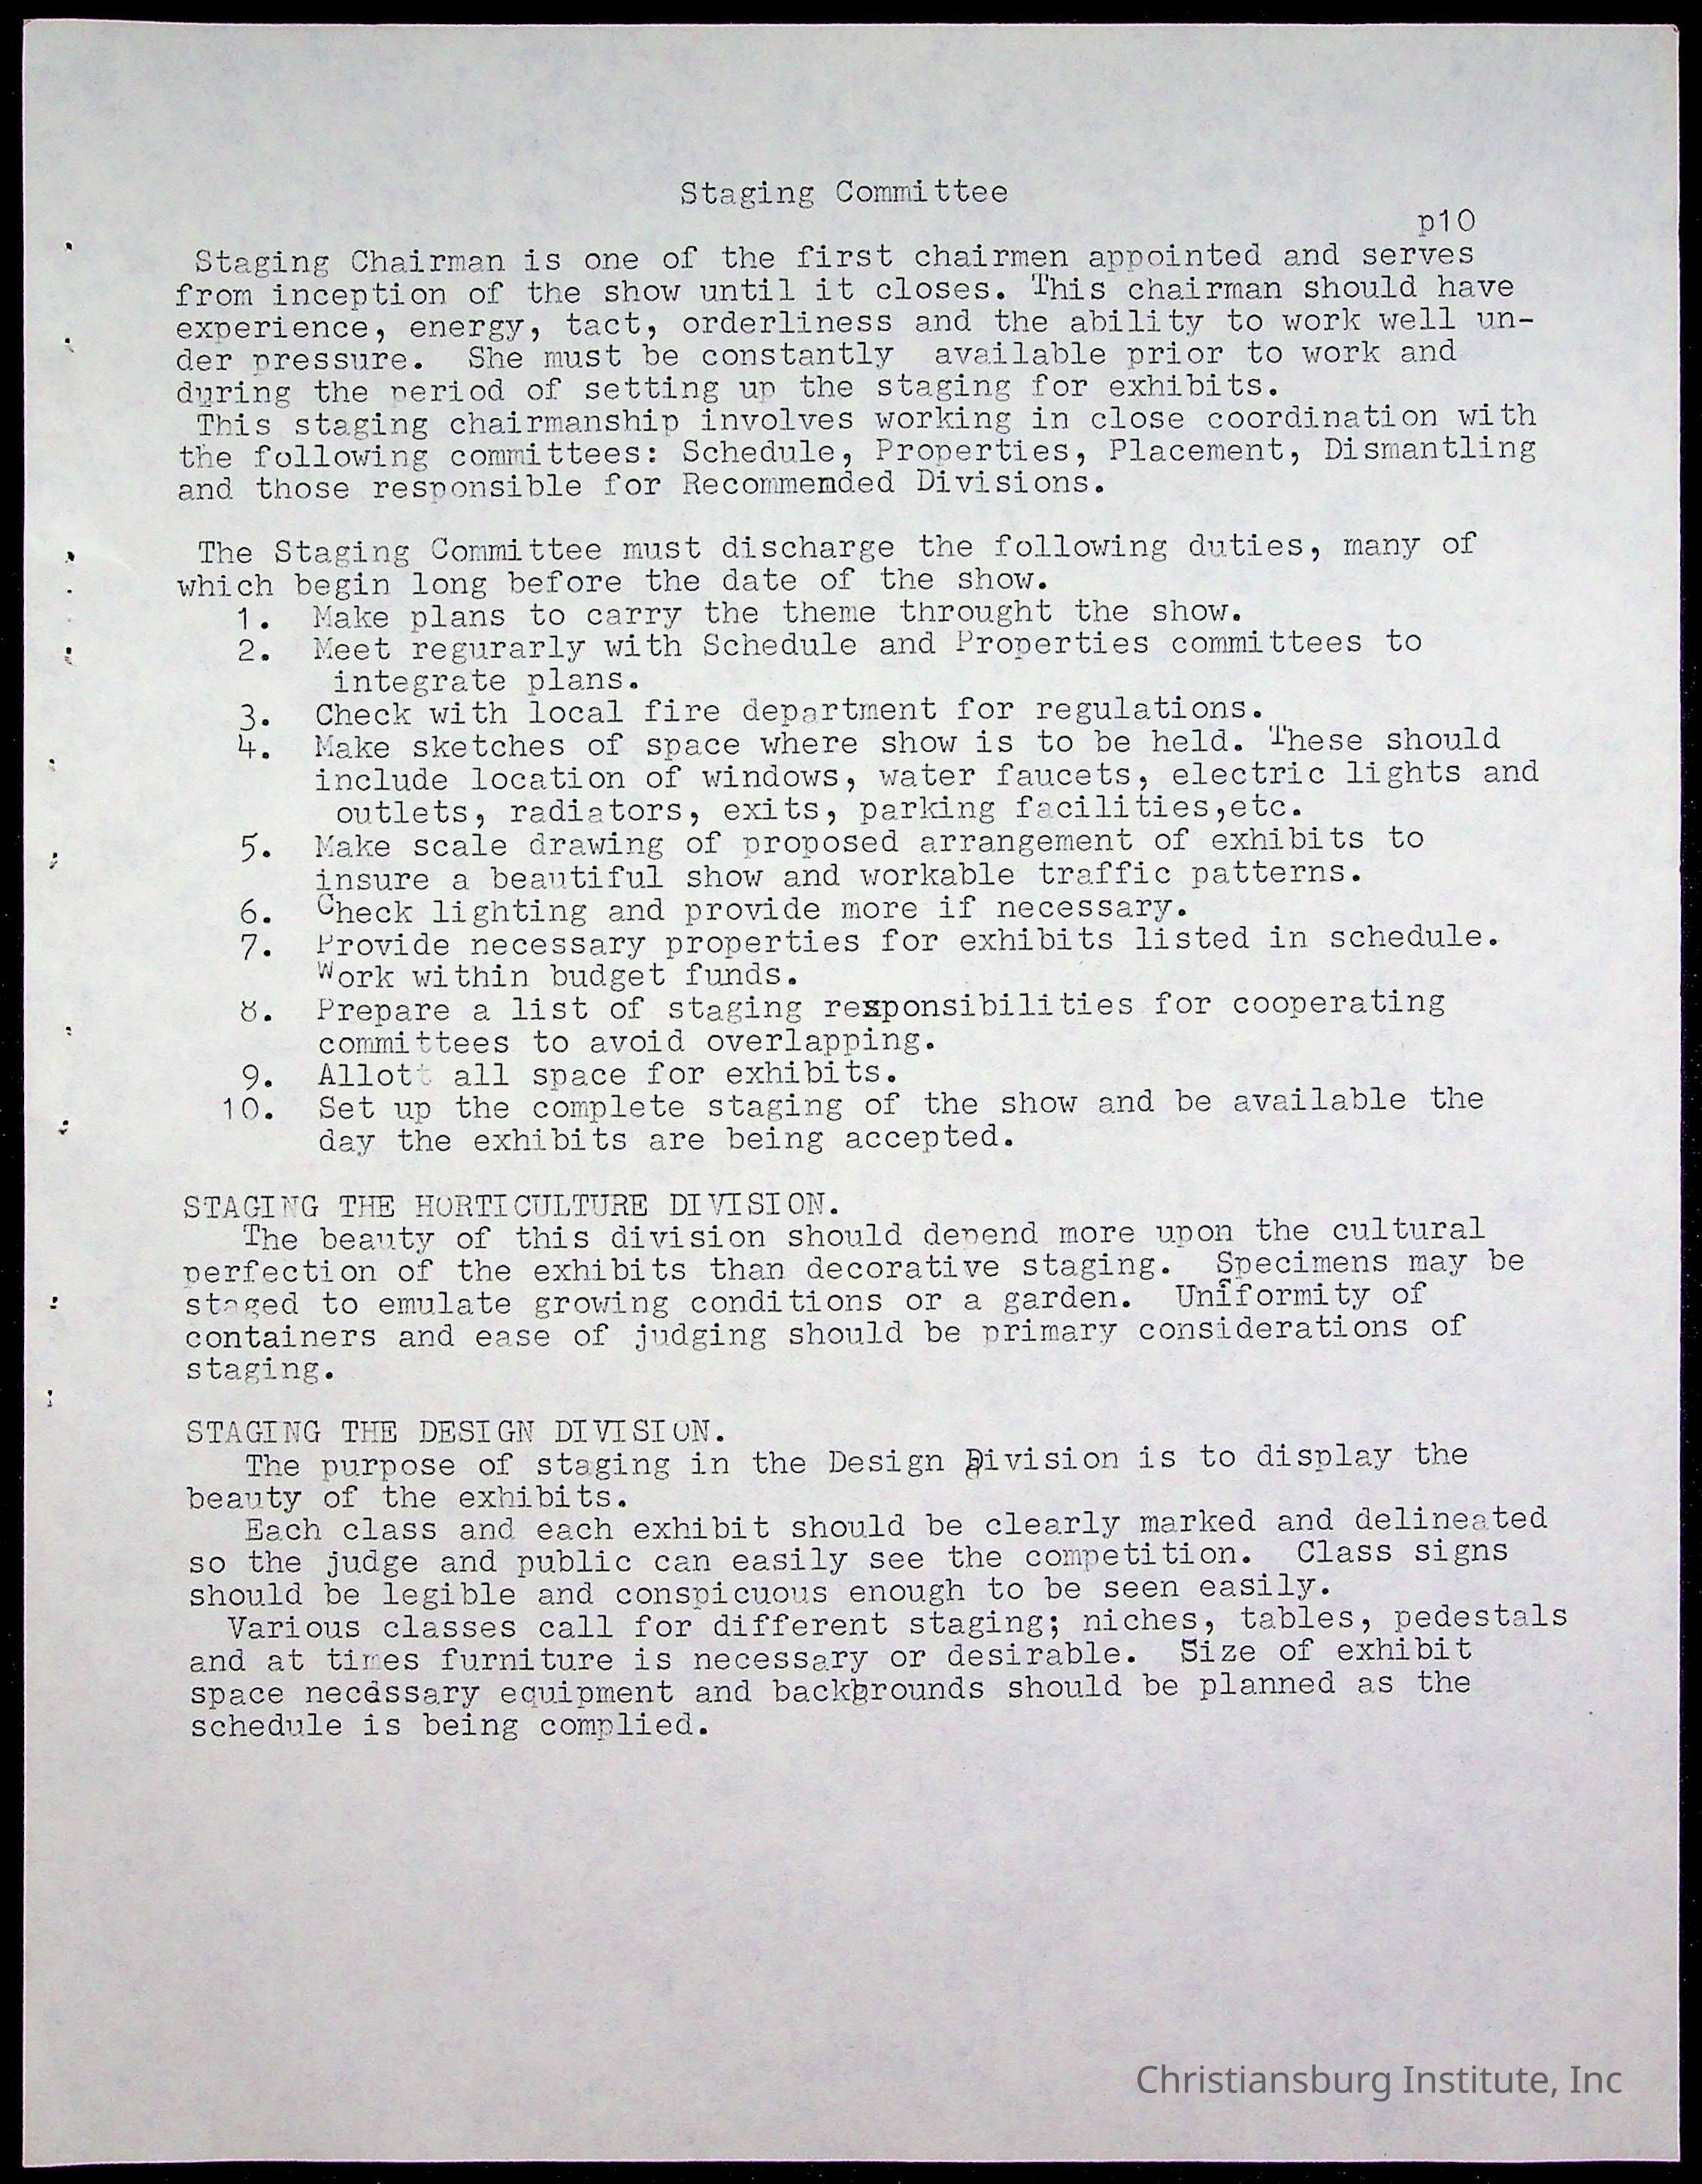 Staging Committee
p10
Staging Chairman is one of the first chairmen appointed and serves
from inception of the show until it closes. This chairman should have
experience, energy, tact, orderliness and the ability to work well un-
der pressure.  She must be constantly  available prior to work and
during the period of setting up the staging for exhibits.
This staging chairmanship involves working in close coordination with
the following committees: Schedule, Properties, Placement, Dismantling
and those responsible for Recommended Divisions.
The Staging Committee must discharge the following duties, many of
which begin long before the date of the show.
1. Make plans to carry the theme throught the show.
2. Meet regurarly with Schedule and Properties committees to
integrate plans.
3. Check with local fire department for regulations.
4. Make sketches of space where show is to be held. These should
include location of windows, water faucets, electric lights and
outlets, radiators, exits, parking facilities,etc.
5. Make scale drawing of proposed arrangement of exhibits to
insure a beautiful show and workable traffic patterns.
6. Check lighting and provide more if necessary.
7. Provide necessary properties for exhibits listed in schedule.
Work within budget funds.
8. Prepare a list of staging responsibilities for cooperating
committees to avoid overlapping.
9. Allott all space for exhibits.
10. Set up the complete staging of the show and be available the
day the exhibits are being accepted.
STAGING THE HORTICULTURE DIVISION.
The beauty of this division should depend more upon the cultural
perfection of the exhibits than decorative staging.  Specimens may be
staged to emulate growing conditions or a garden.  Uniformity of
containers and ease of judging should be primary considerations of
staging.
STAGING THE DESIGN DIVISION.
The purpose of staging in the Design Division is to display the
beauty of the exhibits.
Each class and each exhibit should be clearly marked and delineated
so the judge and public can easily see the competition.  Class signs
should be legible and conspicuous enough to be seen easily.
Various classes call for different staging; niches, tables, pedestals
and at times furniture is necessary or desirable.  Size of exhibit
space necessary equipment and backgrounds should be planned as the
schedule is being complied.
Christiansburg Institute, Inc